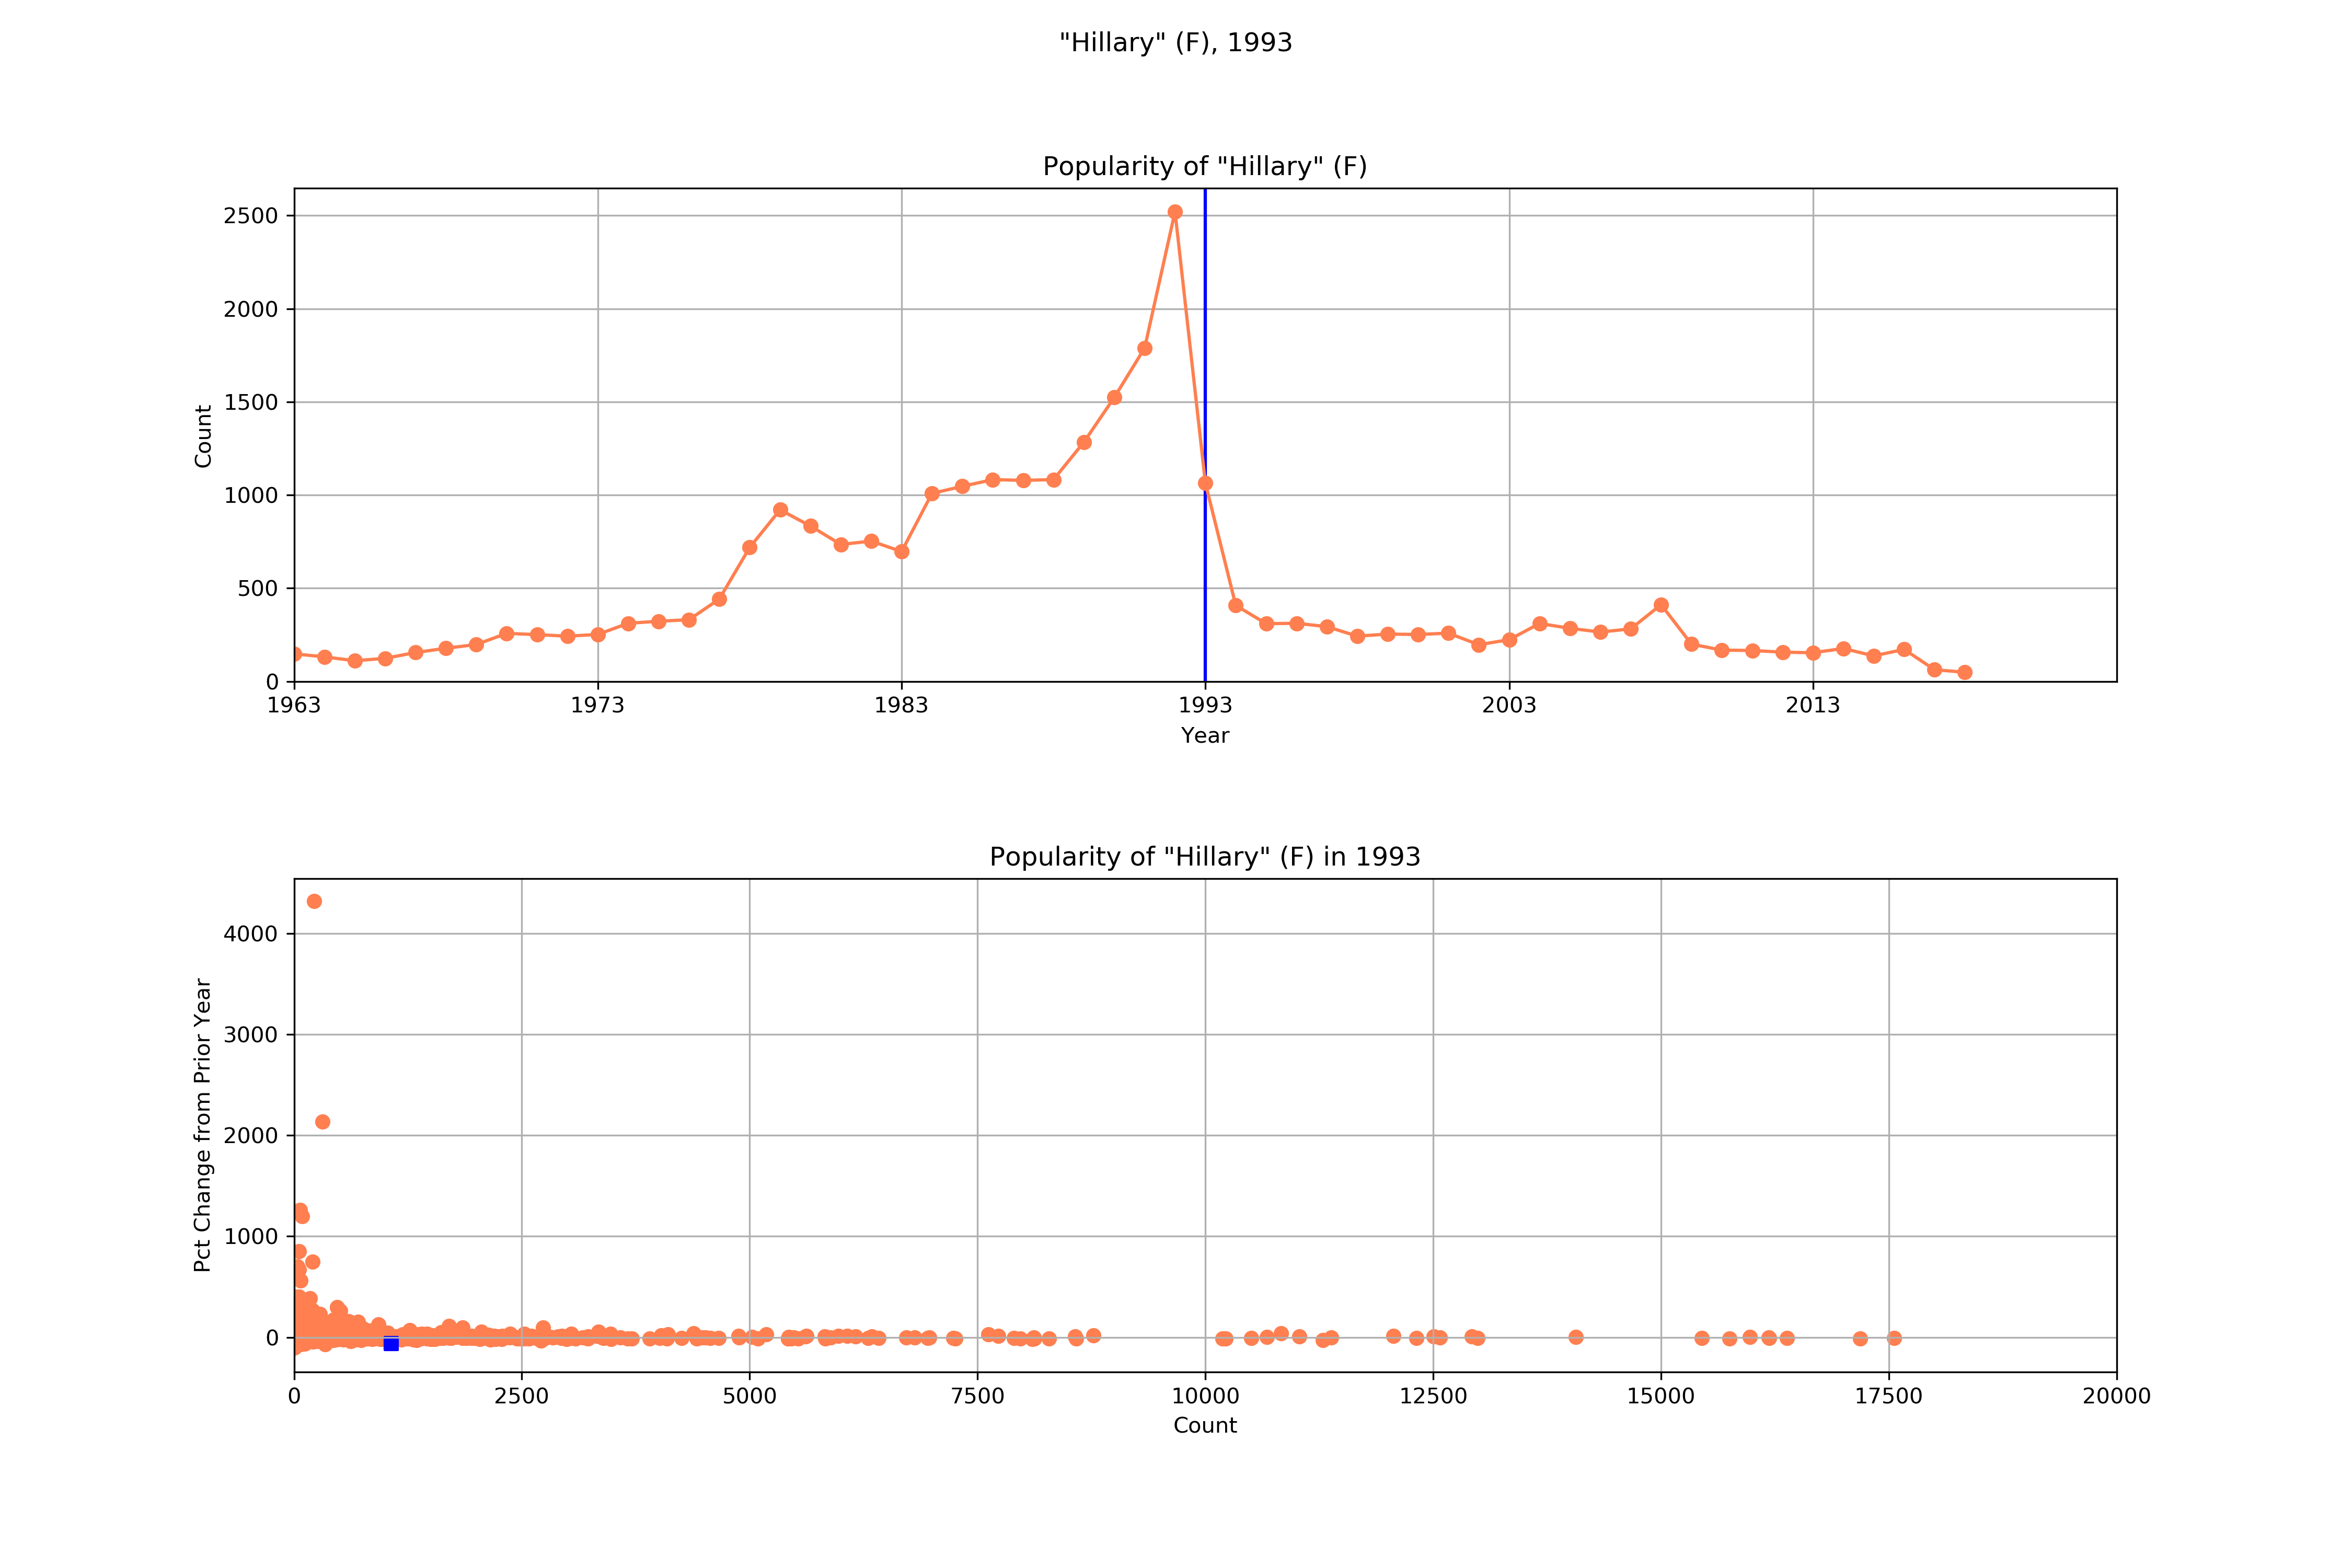 "Hillary" (F), 1993
Popularity of "Hillary" (F)
2500
2000
1500
1000
500
0
Count
1963 1973 1983 1993 2003 2013
Year
Popularity of "Hillary" (F) in 1993
4000
3000
2000
1000
0
Pct Change from Prior Year
0 2500 5000 7500 10000 12500 15000 17500 20000
Count